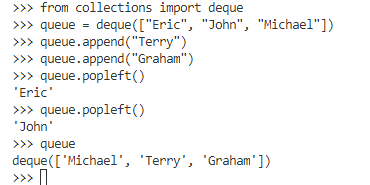 >>> from collections import deque
>>> queue = deque(["Eric", "John", "Michael"])
>>> queue.append("Terry")
>>> queue.append("Graham")
>>> queue.popleft()
'Eric'
>>> queue.popleft()
'John'
>>> queue
deque(['Michael', 'Terry', 'Graham'])
>>>